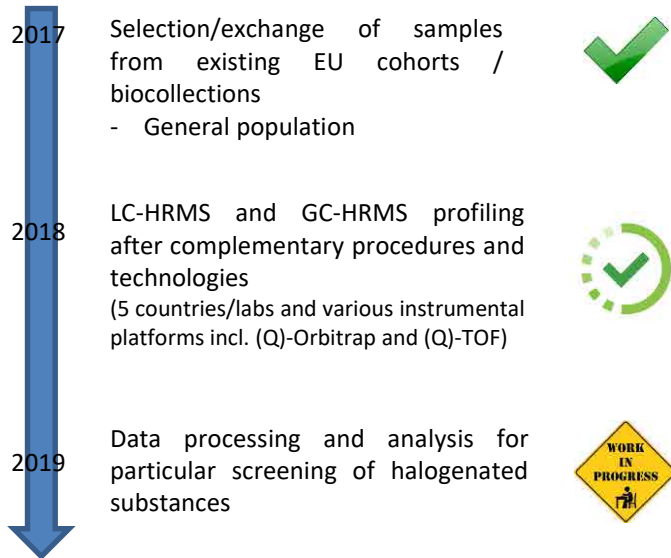 2017
Selection/exchange of samples
from existing EU cohorts /
biocollections
- General population
2018
LC-HRMS and GC-HRMS profiling
after complementary procedures and
technologies
(5 countries/labs and various instrumental
platforms incl. (Q)-Orbitrap and (Q)-TOF)
2019
Data processing and analysis for
particular screening of halogenated
substances
WORK
IN
PROGRESS